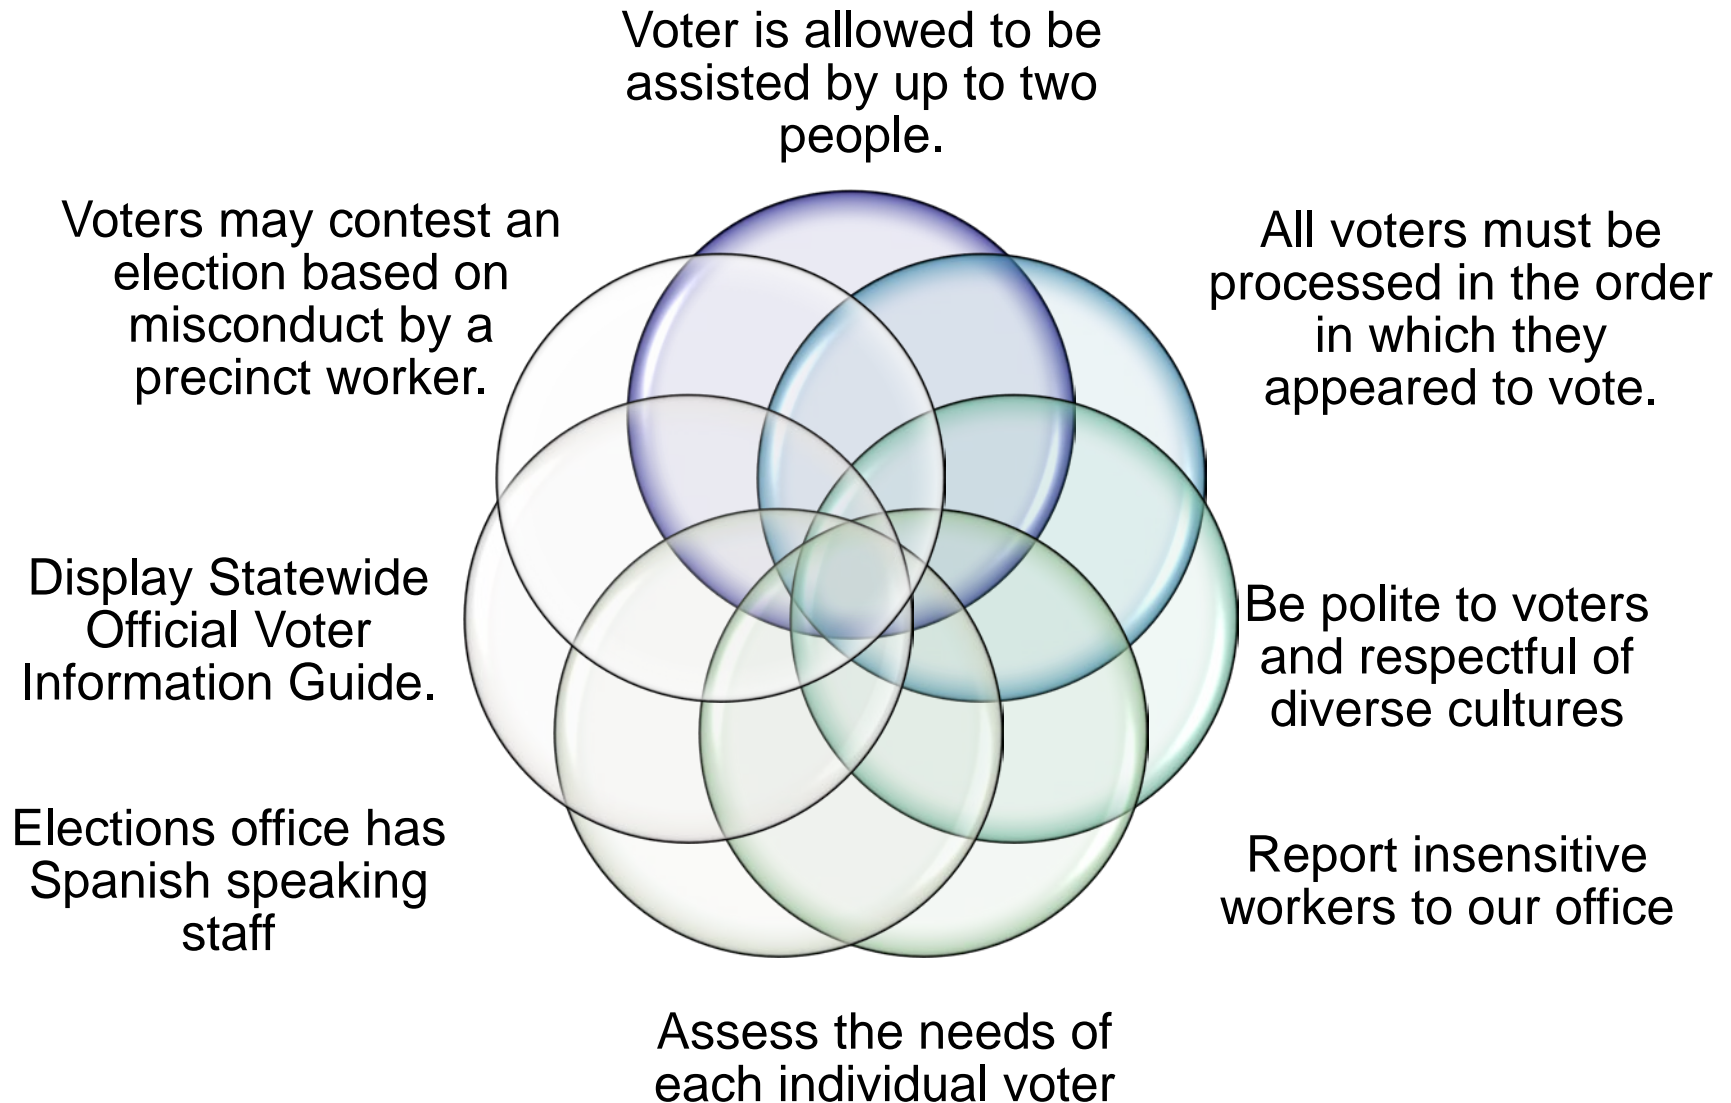 Voter is allowed to be
assisted by up to two
people.
All voters must be
processed in the order
in which they
appeared to vote.
Be polite to voters
and respectful of
diverse cultures
Report insensitive
workers to our office
Assess the needs of
each individual voter
Elections office has
Spanish speaking
staff
Display Statewide
Official Voter
Information Guide.
Voters may contest an
election based on
misconduct by a
precinct worker.